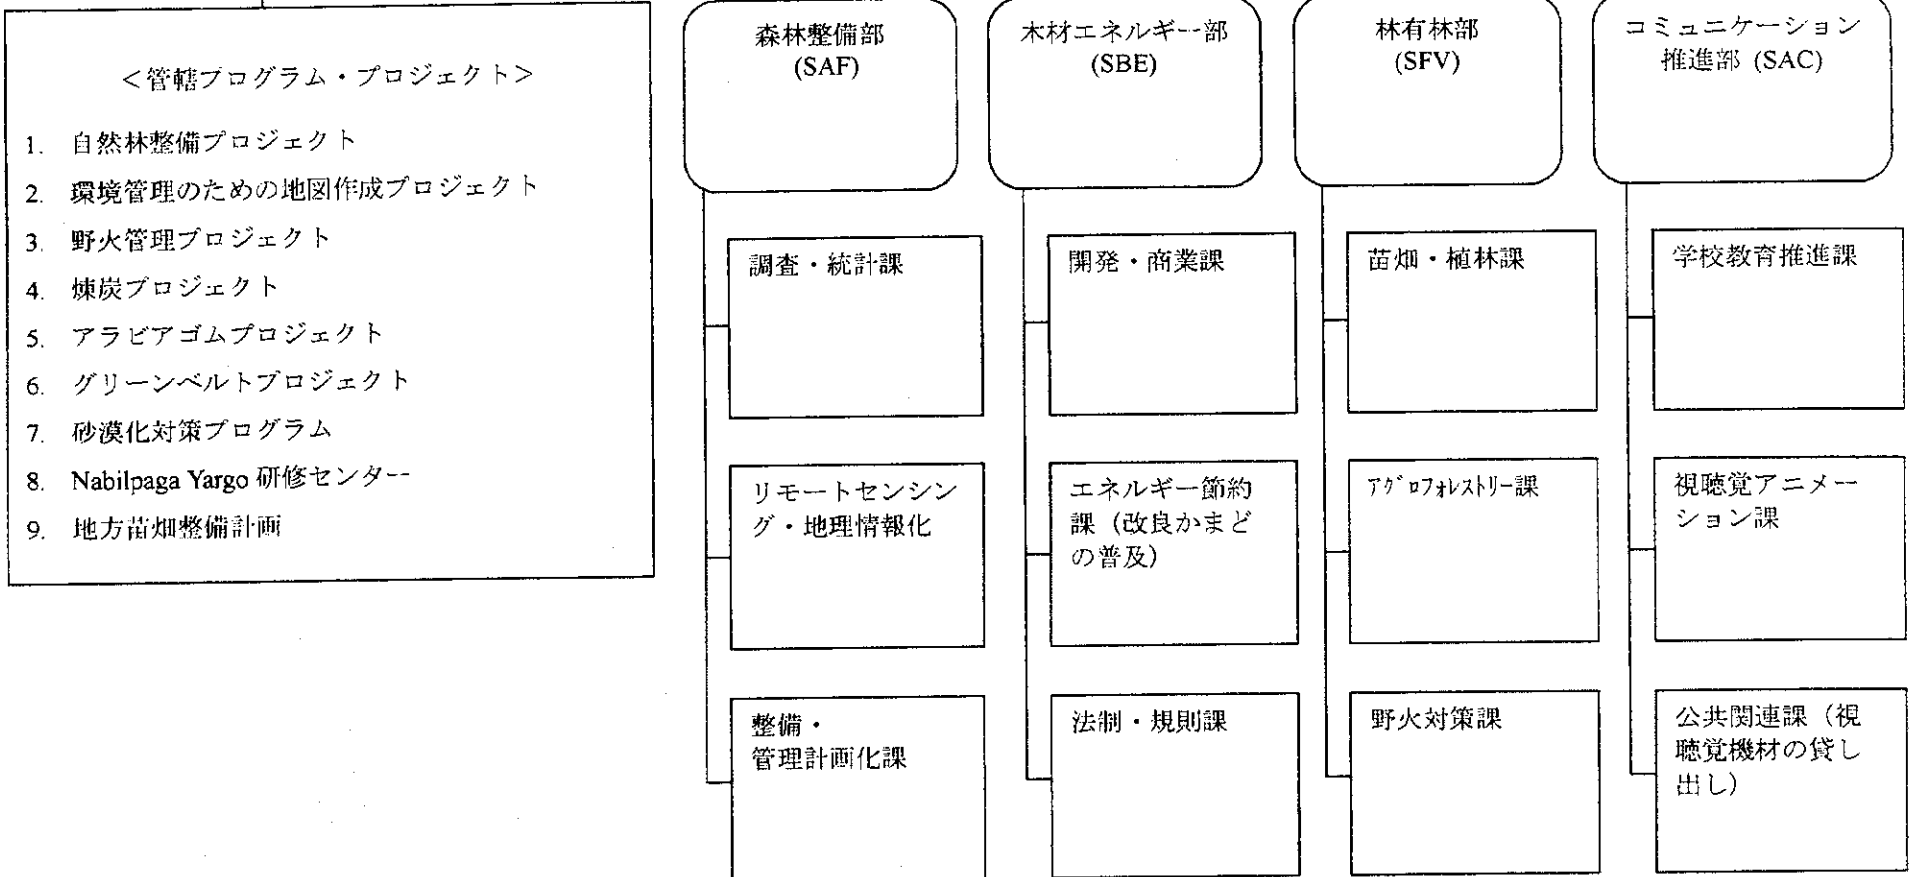 ＜管轄プログラム・プロジェクト＞
1. 自然林整備プロジェクト
2. 環境管理のための地図作成プロジェクト
3. 野火管理プロジェクト
4. 煉炭プロジェクト
5. アラビアゴムプロジェクト
6. グリーンベルトプロジェクト
7. 砂漠化対策プログラム
8. Nabilpaga Yargo 研修センター
9. 地方苗畑整備計画
森林整備部
(SAF)
調査・統計課
リモートセンシン
グ・地理情報化
整備・
管理計画化課
木材エネルギー部
(SBE)
開発・商業課
エネルギー節約
課（改良かまど
の普及）
法制・規則課
林有林部
(SFV)
苗畑・植林課
ｱｸﾞﾛﾌｫﾚｽﾄﾘｰ課
野火対策課
コミュニケーション
推進部 (SAC)
学校教育推進課
視聴覚アニメー
ション課
公共関連課（視
聴覚機材の貸し
出し）